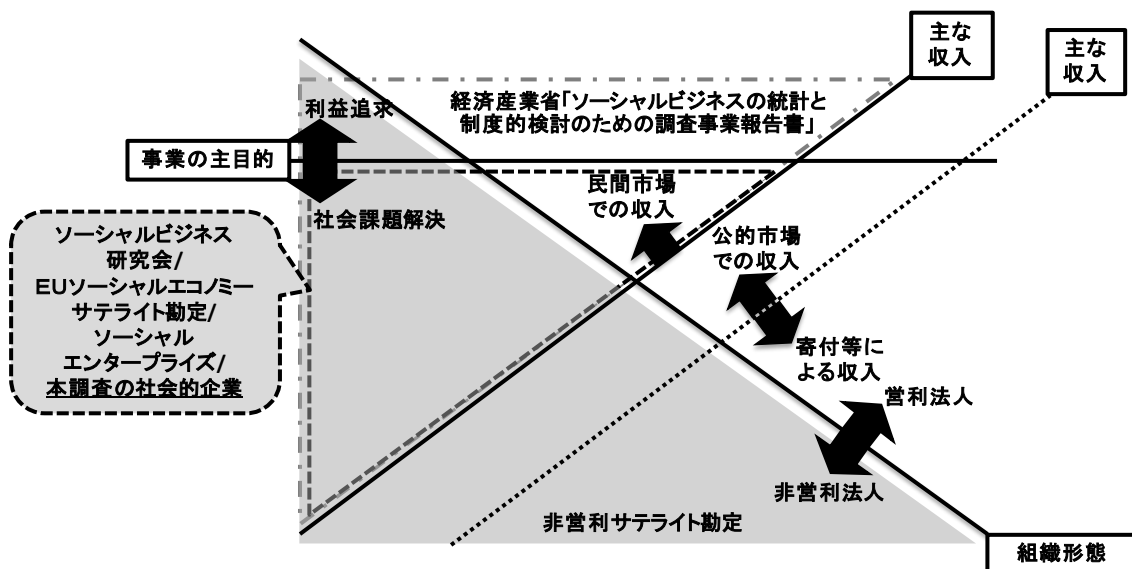 主な
収入
主な
収入
経済産業省「ソーシャルビジネスの統計と
制度的検討のための調査事業報告書」
利益追求
事業の主目的
社会課題解決
民間市場
での収入
公的市場
での収入
ソーシャルビジネス
研究会/
EUソーシャルエコノミー
サテライト勘定/
ソーシャル
エンタープライズ/
本調査の社会的企業
寄付等に
よる収入
営利法人
非営利法人
非営利サテライト勘定
組織形態